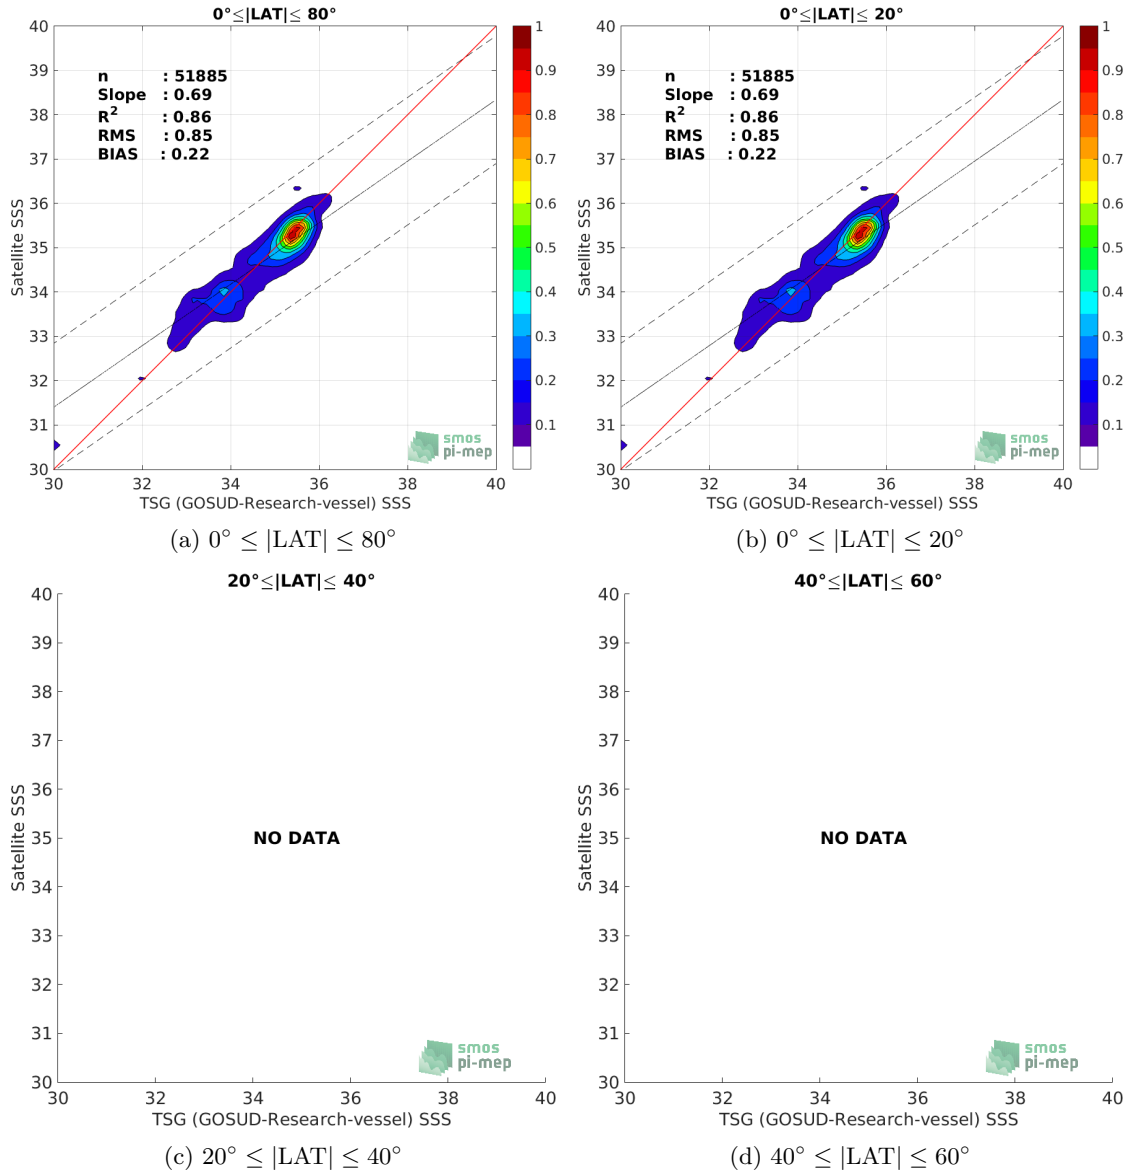 0°≤|LAT|≤ 80°
40
39
38
37
36
35
34
33
32
31
30
Satellite SSS
n : 51885
Slope : 0.69
R² : 0.86
RMS : 0.85
BIAS : 0.22
1
0.9
0.8
0.7
0.6
0.5
0.4
0.3
0.2
0.1
smos
pi-mep
30 32 34 36 38 40
TSG (GOSUD-Research-vessel) SSS
(a) 0° ≤ |LAT| ≤ 80°
0°≤|LAT|≤ 20°
40
39
38
37
36
35
34
33
32
31
30
Satellite SSS
n : 51885
Slope : 0.69
R² : 0.86
RMS : 0.85
BIAS : 0.22
1
0.9
0.8
0.7
0.6
0.5
0.4
0.3
0.2
0.1
smos
pi-mep
30 32 34 36 38 40
TSG (GOSUD-Research-vessel) SSS
(b) 0° ≤ |LAT| ≤ 20°
20°≤|LAT|≤ 40°
40
39
38
37
36
35
34
33
32
31
30
Satellite SSS
NO DATA
smos
pi-mep
30 32 34 36 38 40
TSG (GOSUD-Research-vessel) SSS
(c) 20° ≤ |LAT| ≤ 40°
40°≤|LAT|≤ 60°
40
39
38
37
36
35
34
33
32
31
30
Satellite SSS
NO DATA
smos
pi-mep
30 32 34 36 38 40
TSG (GOSUD-Research-vessel) SSS
(d) 40° ≤ |LAT| ≤ 60°